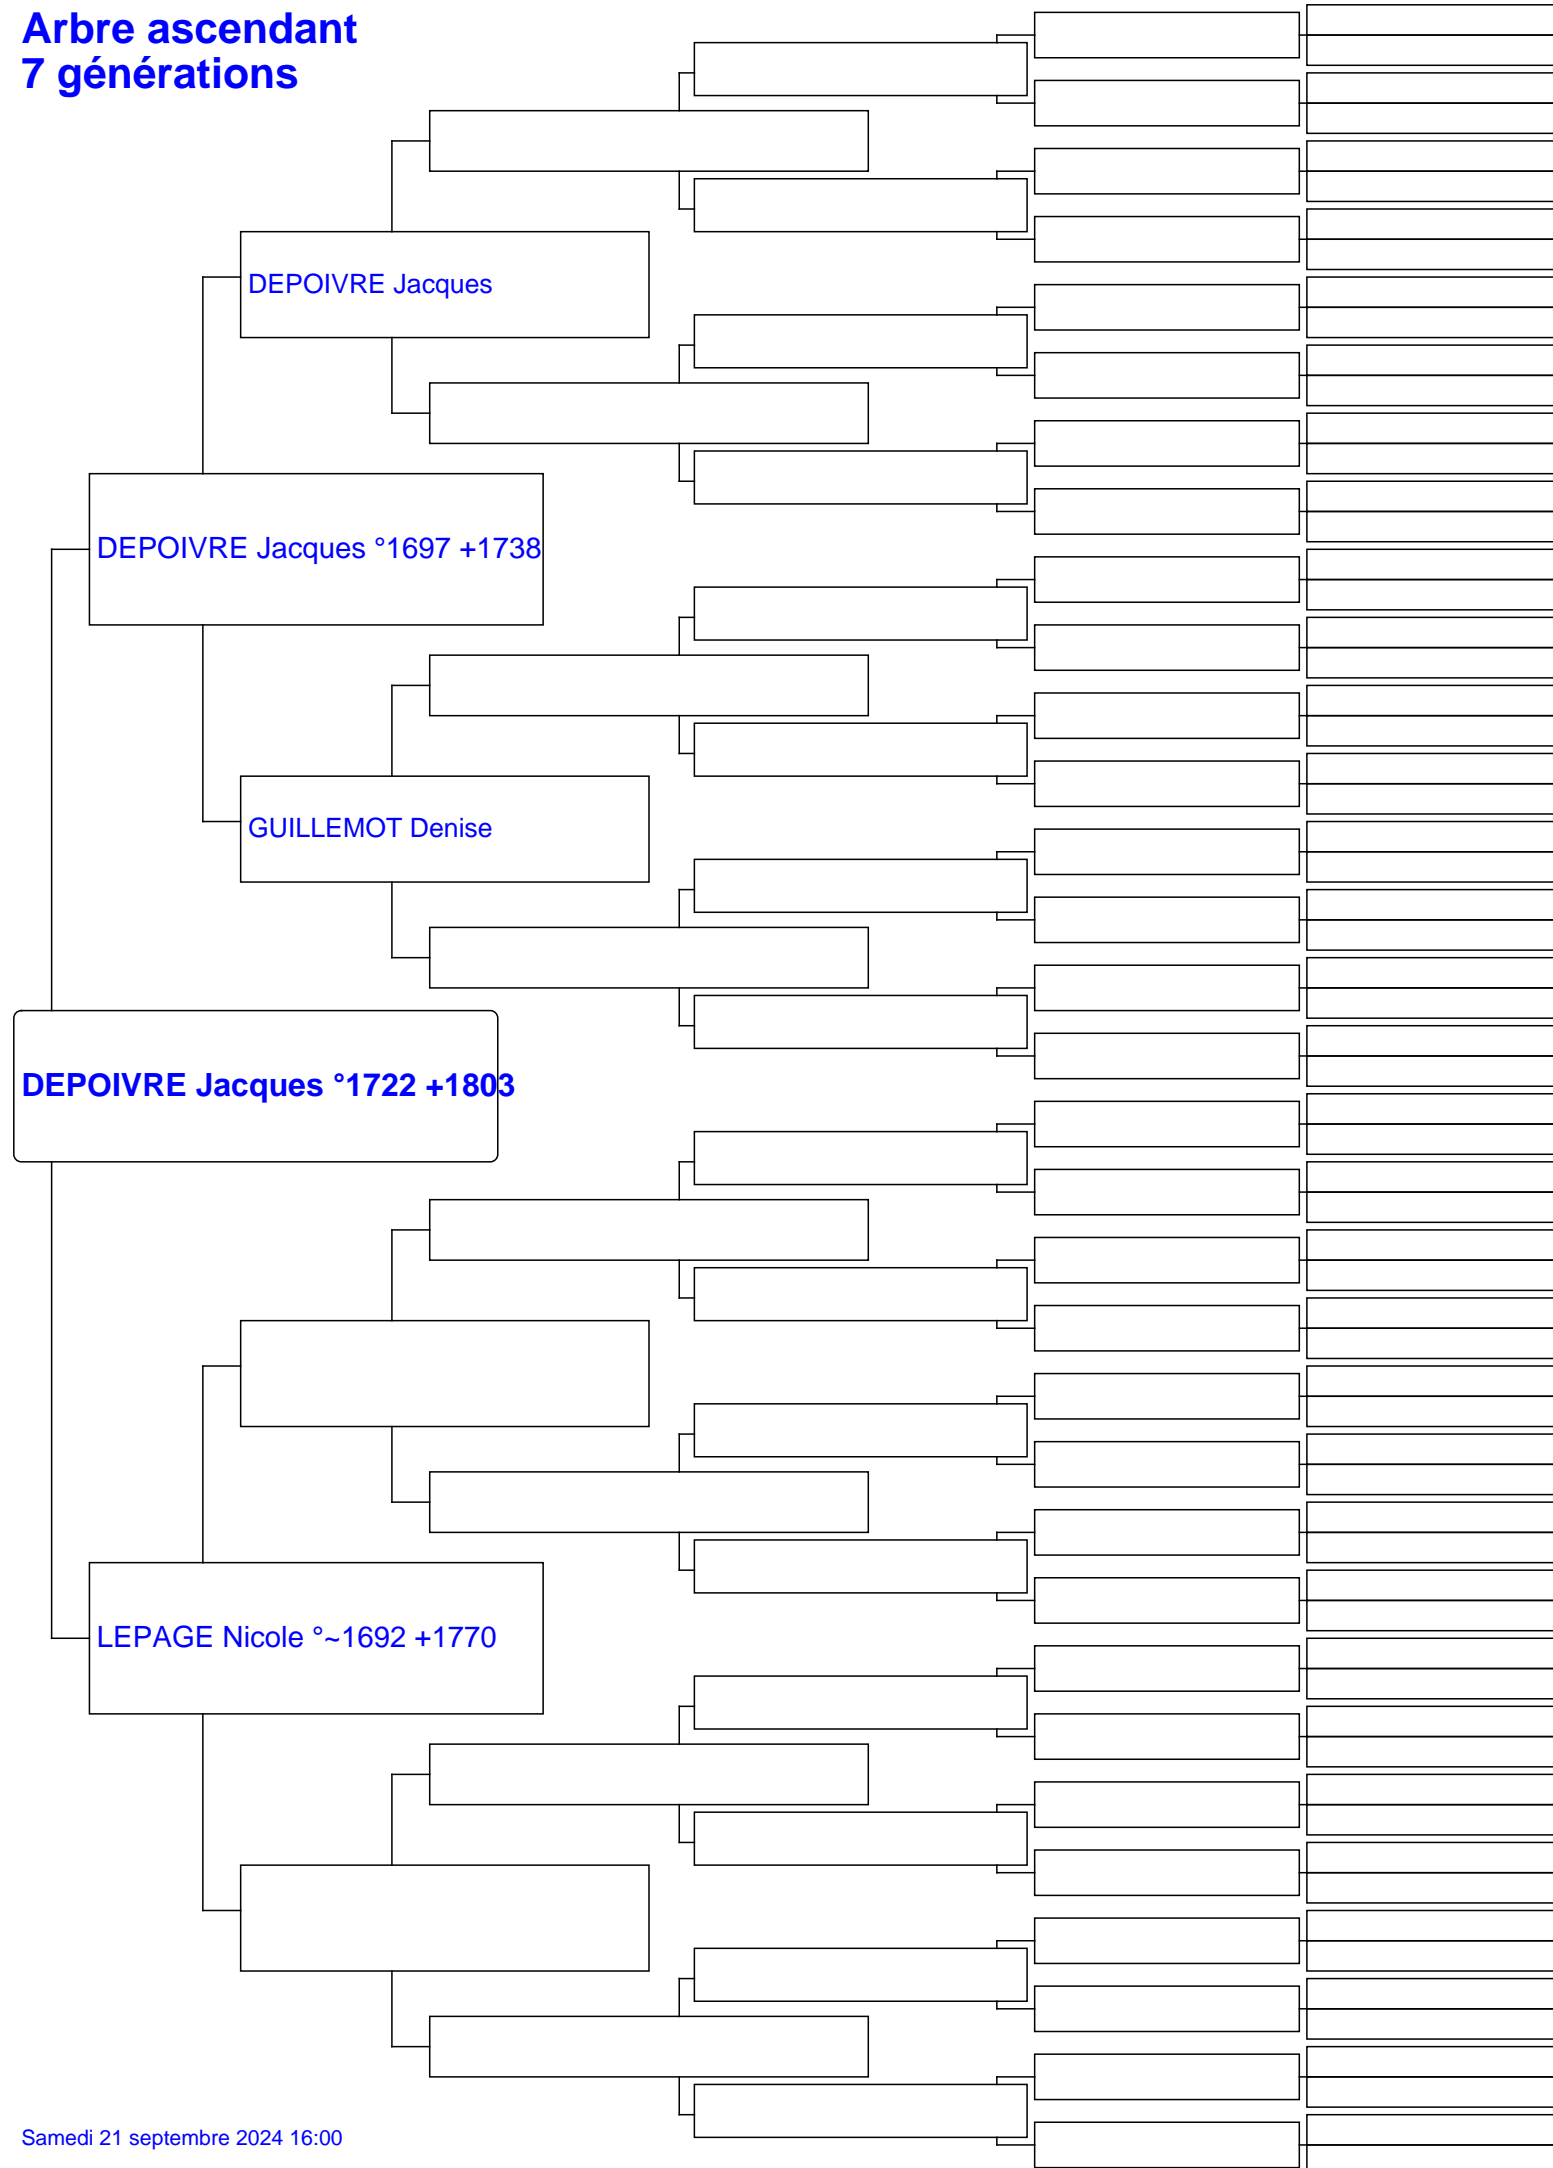 Arbre ascendant
7 générations
DEPOIVRE Jacques
DEPOIVRE Jacques °1697 +1738
GUILLEMOT Denise
DEPOIVRE Jacques °1722 +1803
LEPAGE Nicole °~1692 +1770
Samedi 21 septembre 2024 16:00